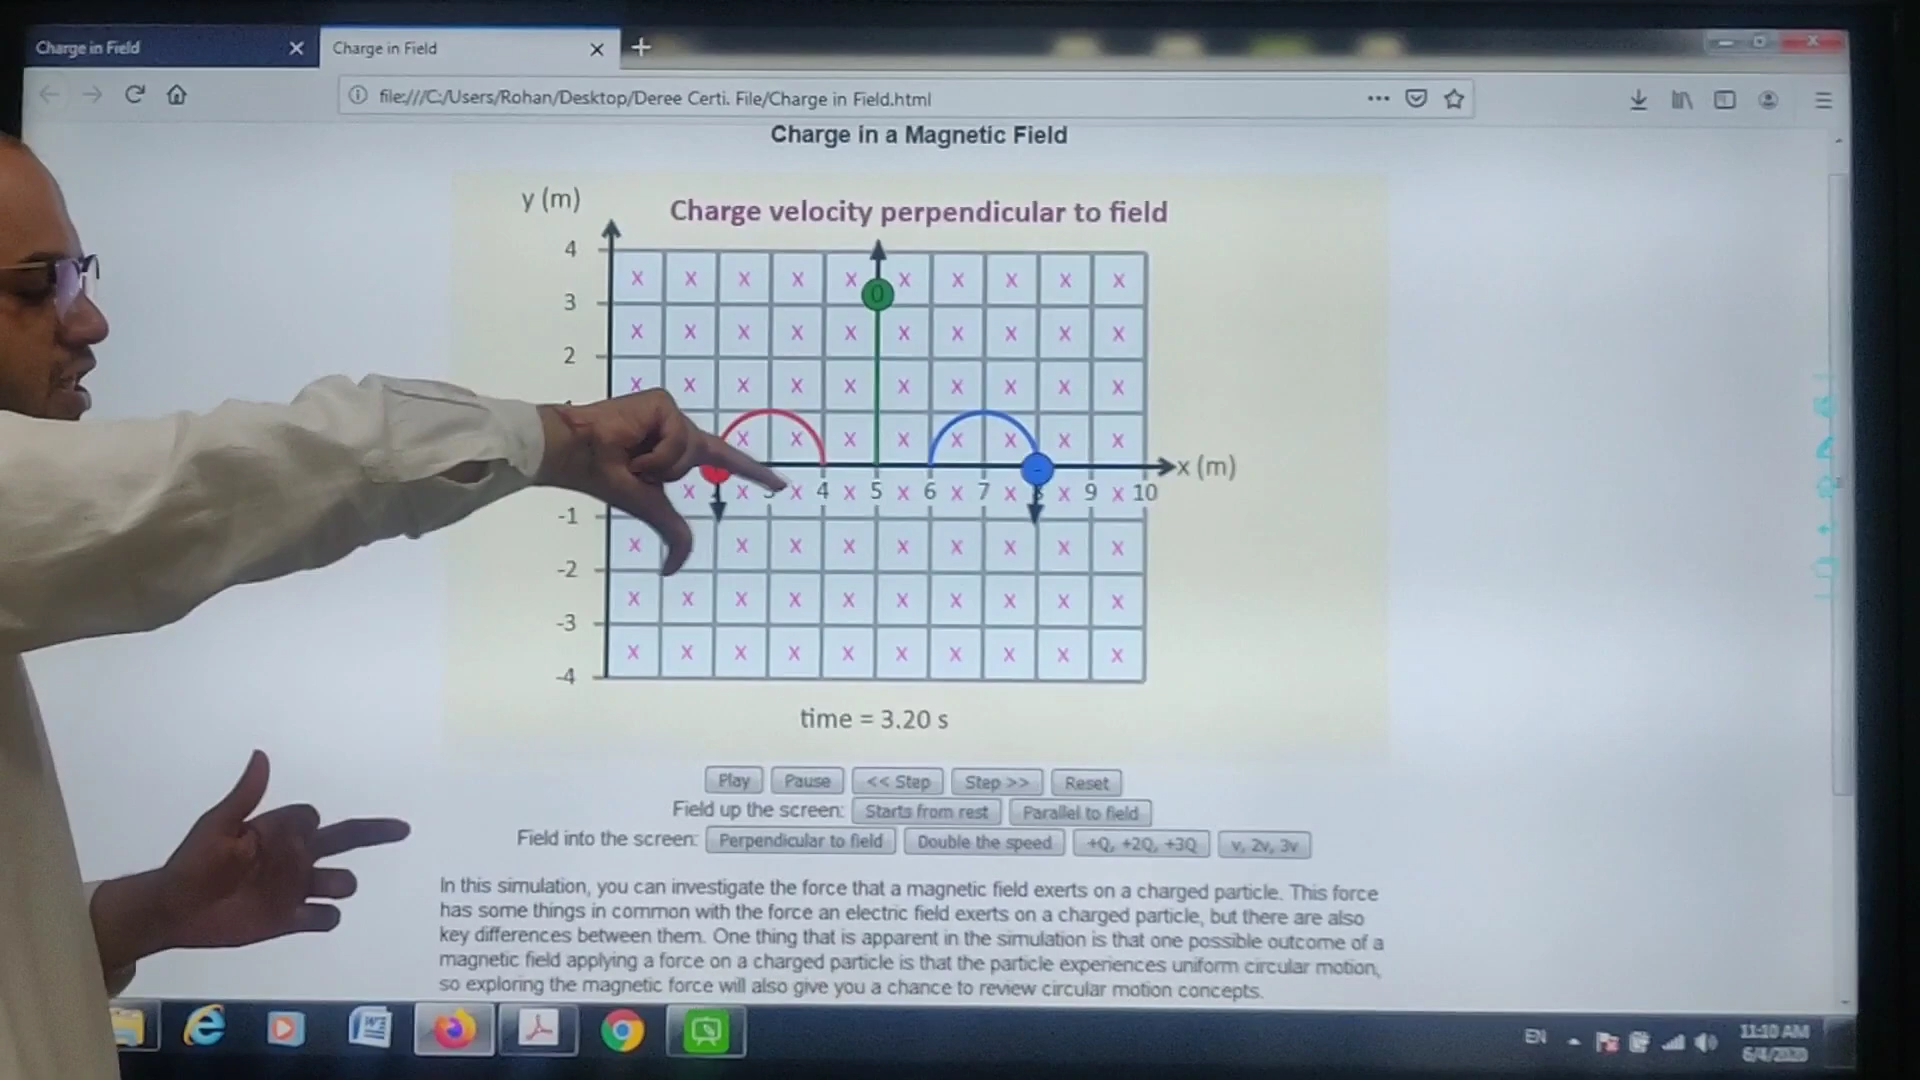 Charge in Field
Charge in Field
file:///C:/Users/Rohan/Desktop/Deree Certi. File/Charge in Field.html
Charge in a Magnetic Field
y (m)
Charge velocity perpendicular to field
4
x x x x x x x x x x
0
3
x x x x x x x x x x
2
x x x x x x x x x x
x x x x x x x x
x (m)
x x 3 x 4 x 5 x 6 x 7 x 8 x 9 x 10
-1
x x x x x x x x x
-2
x x x x x x x x x x
-3
x x x x x x x x x x
-4
time = 3.20 s
Play Pause << Step Step >> Reset
Field up the screen: Starts from rest Parallel to field
Field into the screen: Perpendicular to field Double the speed +Q, +2Q, +3Q v, 2v, 3v
In this simulation, you can investigate the force that a magnetic field exerts on a charged particle. This force
has some things in common with the force an electric field exerts on a charged particle, but there are also
key differences between them. One thing that is apparent in the simulation is that one possible outcome of a
magnetic field applying a force on a charged particle is that the particle experiences uniform circular motion,
so exploring the magnetic force will also give you a chance to review circular motion concepts.
EN
11:10 AM
6/4/2020